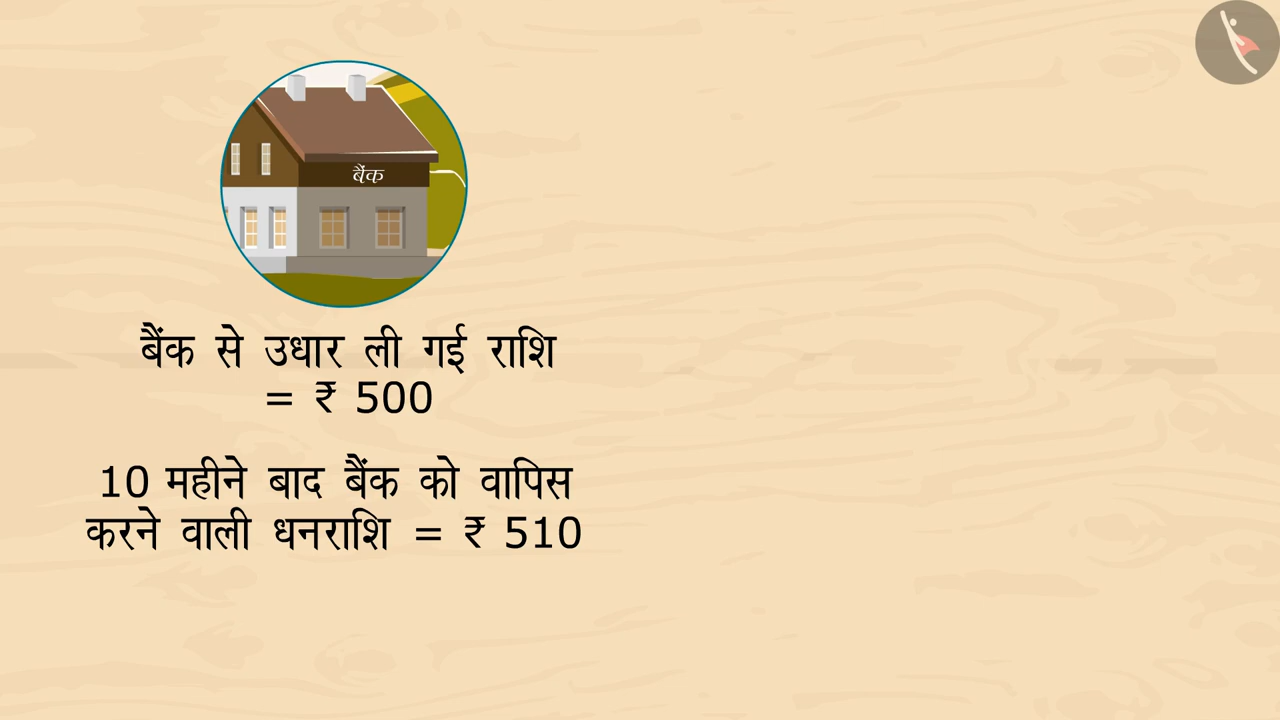 बैंक
बैंक से उधार ली गई राशि
= ₹ 500
10 महीने बाद बैंक को वापिस
करने वाली धनराशि = ₹ 510